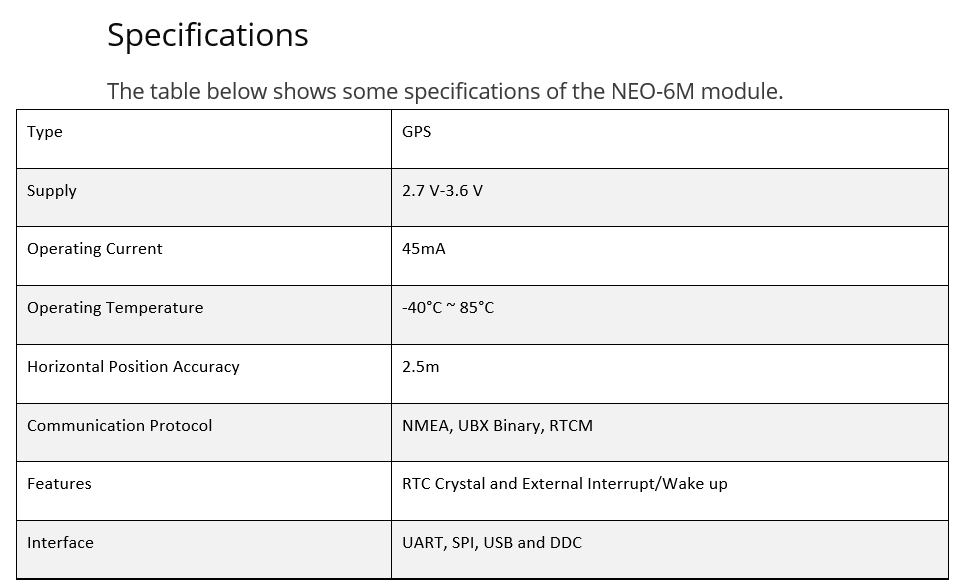 Specifications
The table below shows some specifications of the NEO-6M module.
Type GPS
Supply 2.7 V-3.6 V
Operating Current 45mA
Operating Temperature -40°C ~ 85°C
Horizontal Position Accuracy 2.5m
Communication Protocol NMEA, UBX Binary, RTCM
Features RTC Crystal and External Interrupt/Wake up
Interface UART, SPI, USB and DDC